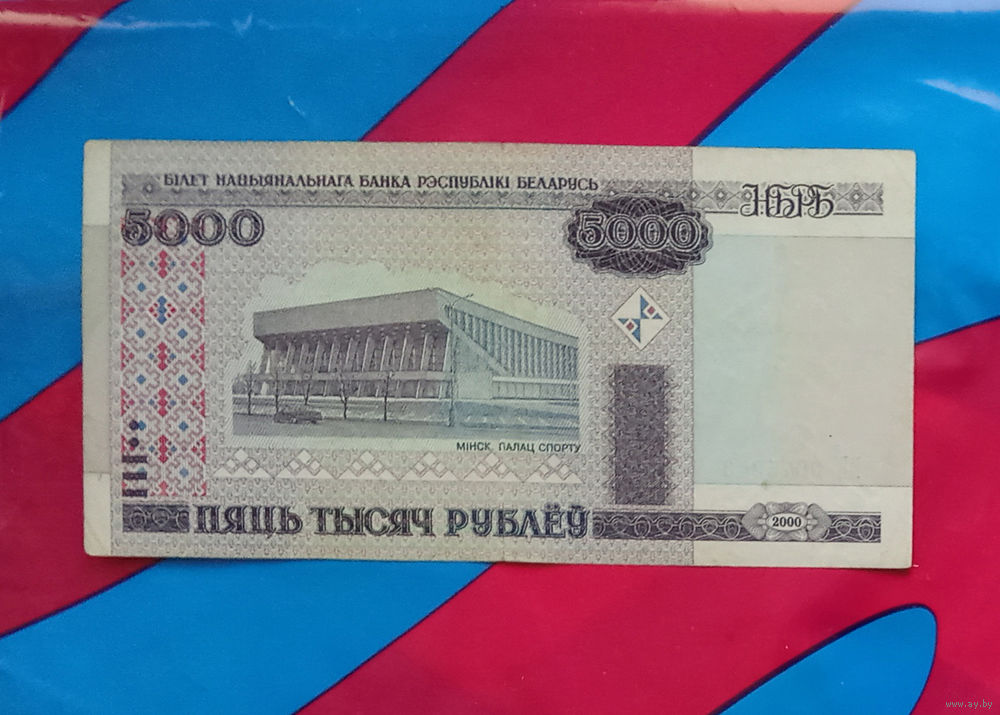 БІЛЕТ НАЦЫЯНАЛЬНАГА БАНКА РЭСПУБЛІКІ БЕЛАРУСЬ
НБРБ
5000
5000
МІНСК, ПАЛАЦ СПОРТУ
ПЯЦЬ ТЫСЯЧ РУБЛЁЎ
2000
www.ay.by